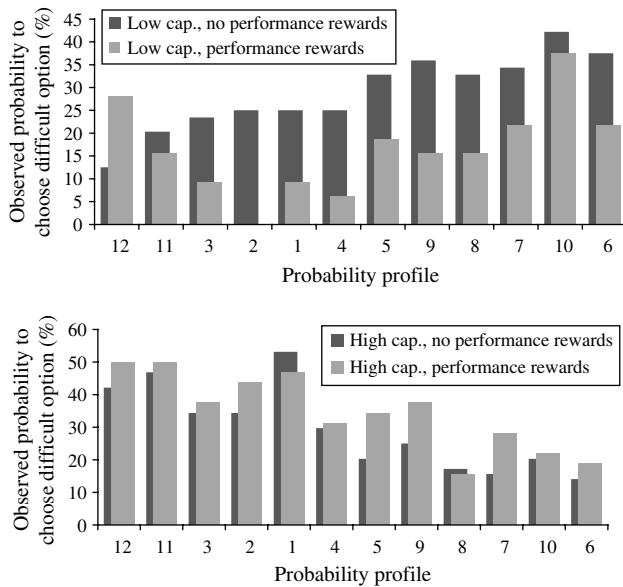 Observed probability to
choose difficult option (%)
45
40
35
30
25
20
15
10
5
0
Low cap., no performance rewards
Low cap., performance rewards
12 11 3 2 1 4 5 9 8 7 10 6
Probability profile
Observed probability to
choose difficult option (%)
60
50
40
30
20
10
0
High cap., no performance rewards
High cap., performance rewards
12 11 3 2 1 4 5 9 8 7 10 6
Probability profile